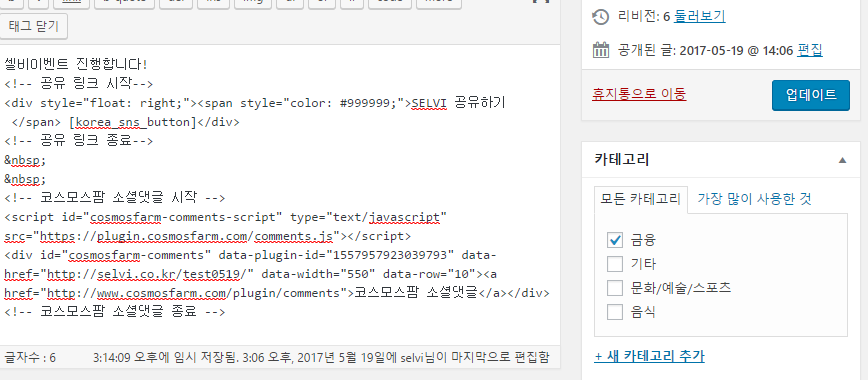 태그 닫기
셀비이벤트 진행합니다!
<!-- 공유 링크 시작-->
<div style="float: right;"><span style="color: #999999;">SELVI 공유하기
</span> [korea_sns_button]</div>
<!-- 공유 링크 종료-->
&nbsp;
&nbsp;
<!-- 코스모스팜 소셜댓글 시작 -->
<script id="cosmosfarm-comments-script" type="text/javascript"
src="https://plugin.cosmosfarm.com/comments.js"></script>
<div id="cosmosfarm-comments" data-plugin-id="1557957923039793" data-
href="http://selvi.co.kr/test0519/" data-width="550" data-row="10"><a
href="http://www.cosmosfarm.com/plugin/comments">코스모스팜 소셜댓글</a></div>
<!-- 코스모스팜 소셜댓글 종료 -->
글자수 : 6 3:14:09 오후에 임시 저장됨. 3:06 오후, 2017년 5월 19일에 selvi님이 마지막으로 편집함
리비전: 6 둘러보기
공개된 글: 2017-05-19 @ 14:06 편집
휴지통으로 이동 업데이트
카테고리
모든 카테고리 가장 많이 사용한 것
금융
기타
문화/예술/스포즈
음식
+ 새 카테고리 추가